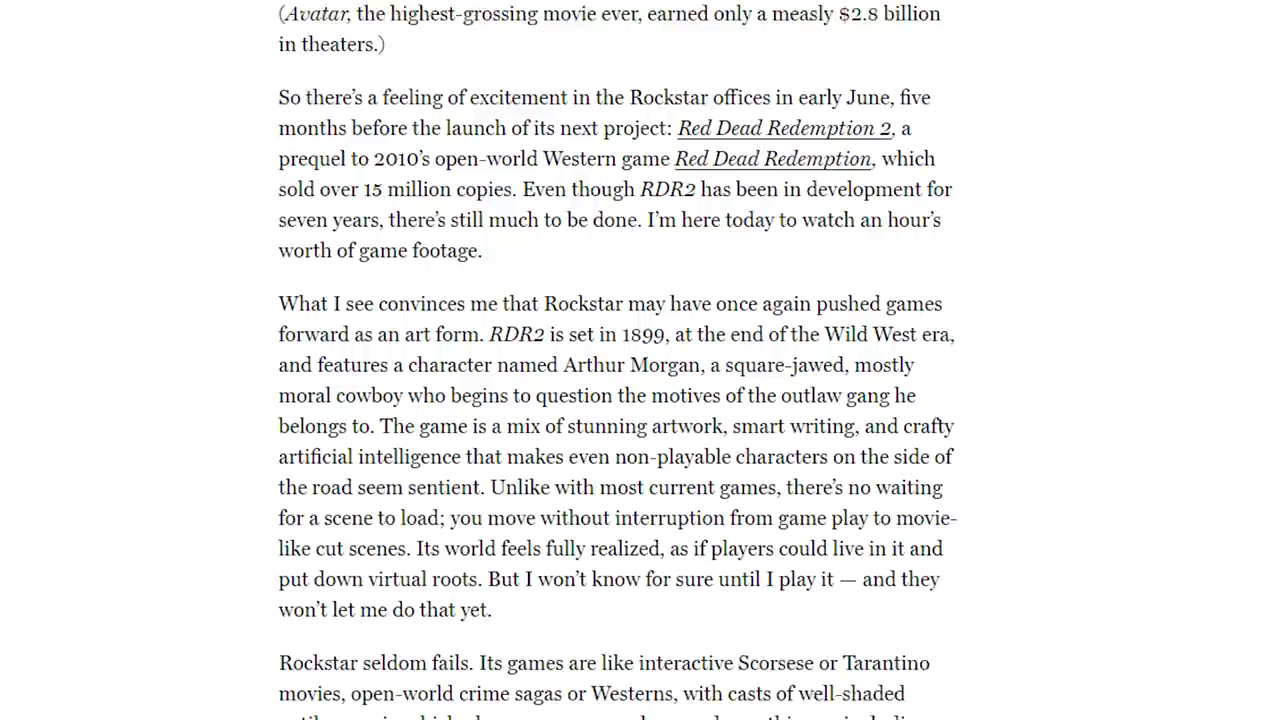 (Avatar, the highest-grossing movie ever, earned only a measly $2.8 billion
in theaters.)
So there’s a feeling of excitement in the Rockstar offices in early June, five
months before the launch of its next project: Red Dead Redemption 2, a
prequel to 2010’s open-world Western game Red Dead Redemption, which
sold over 15 million copies. Even though RDR2 has been in development for
seven years, there’s still much to be done. I’m here today to watch an hour’s
worth of game footage.
What I see convinces me that Rockstar may have once again pushed games
forward as an art form. RDR2 is set in 1899, at the end of the Wild West era,
and features a character named Arthur Morgan, a square-jawed, mostly
moral cowboy who begins to question the motives of the outlaw gang he
belongs to. The game is a mix of stunning artwork, smart writing, and crafty
artificial intelligence that makes even non-playable characters on the side of
the road seem sentient. Unlike with most current games, there’s no waiting
for a scene to load; you move without interruption from game play to movie-
like cut scenes. Its world feels fully realized, as if players could live in it and
put down virtual roots. But I won’t know for sure until I play it — and they
won’t let me do that yet.
Rockstar seldom fails. Its games are like interactive Scorsese or Tarantino
movies, open-world crime sagas or Westerns, with casts of well-shaded